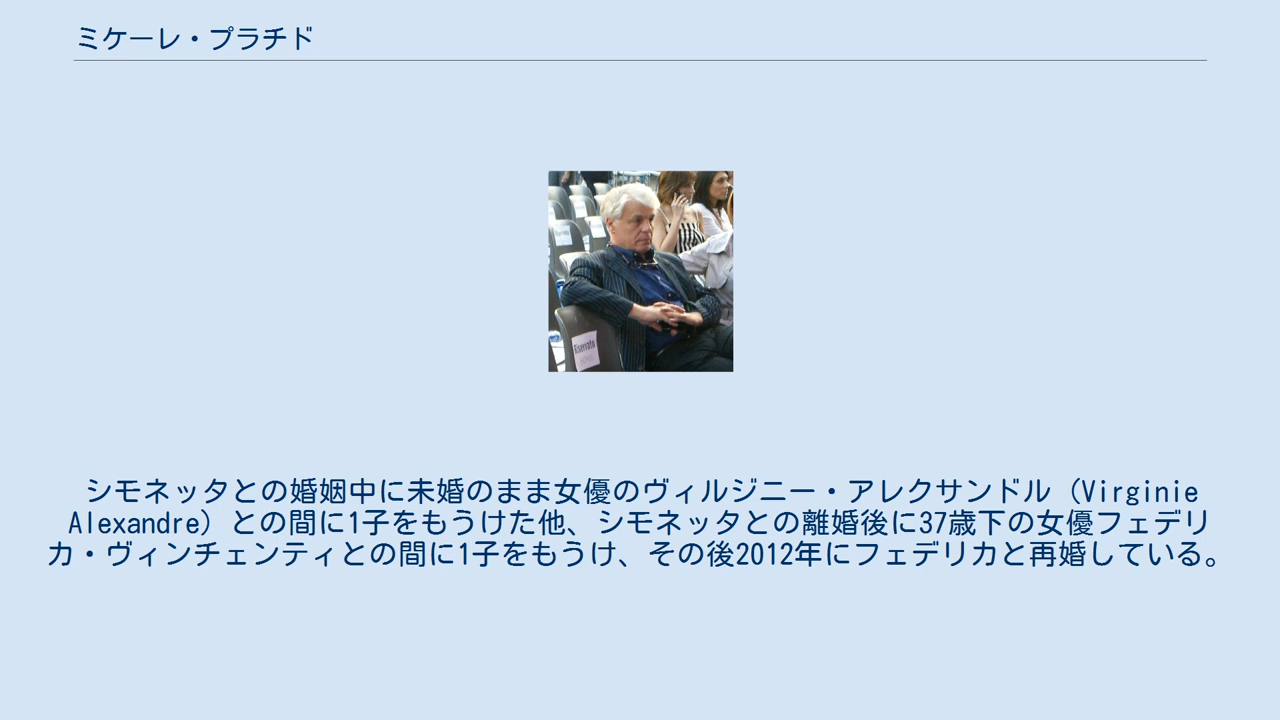 ミケーレ・プラチド
Riservato
シモネッタとの婚姻中に未婚のまま女優のヴィルジニー・アレクサンドル（Virginie
Alexandre）との間に1子をもうけた他、シモネッタとの離婚後に37歳下の女優フェデリ
カ・ヴィンチェンティとの間に1子をもうけ、その後2012年にフェデリカと再婚している。